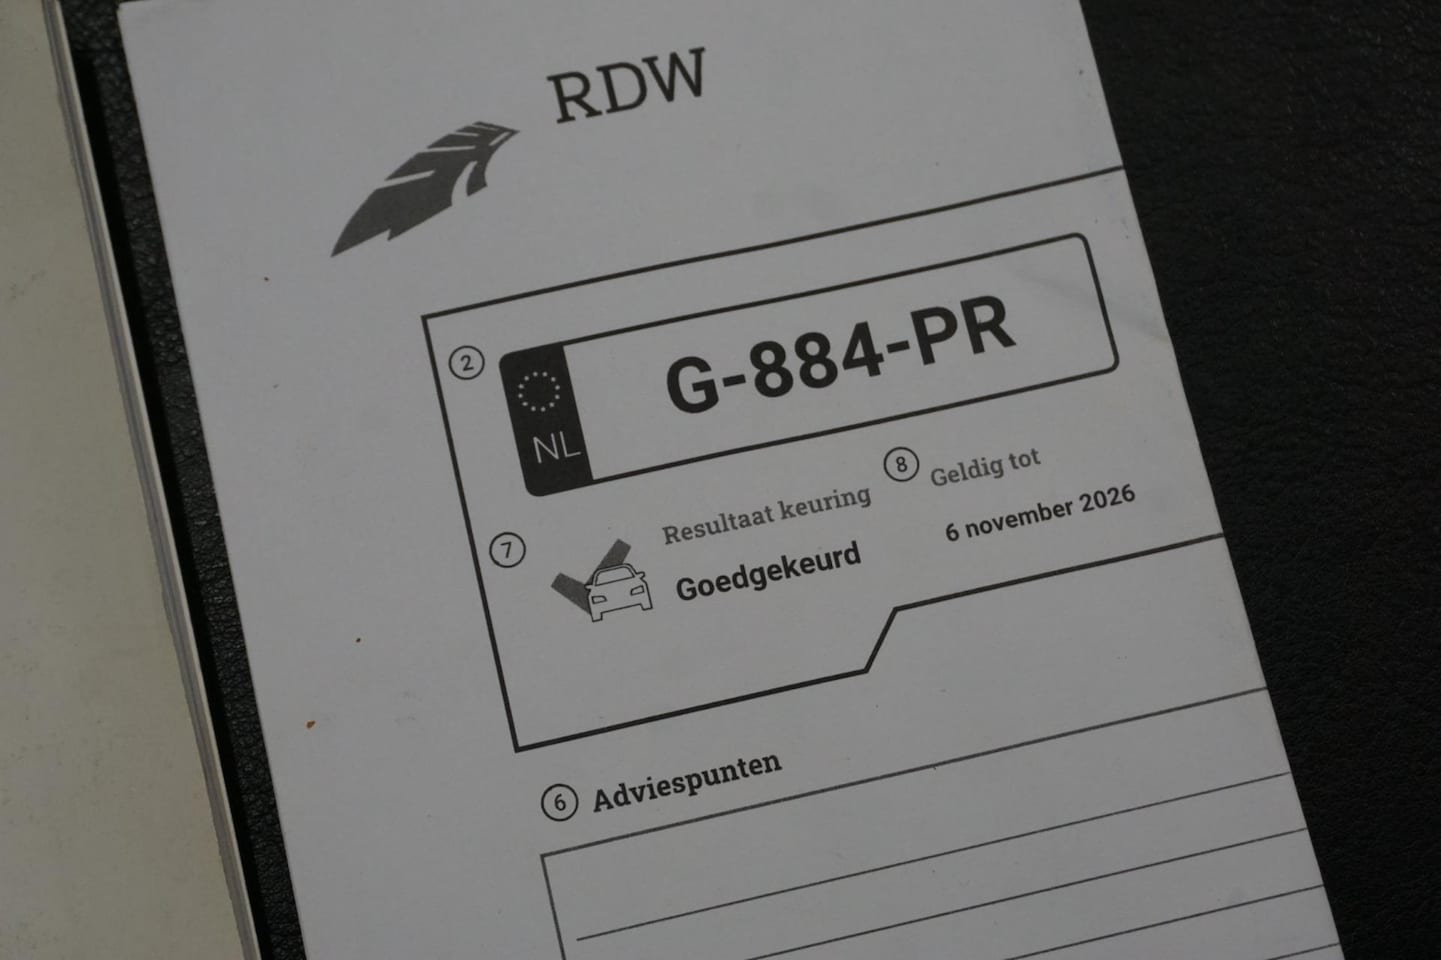 RDW
2
NL
G-884-PR
7
Resultaat keuring
Goedgekeurd
8
Geldig tot
6 november 2026
6
Adviespunten